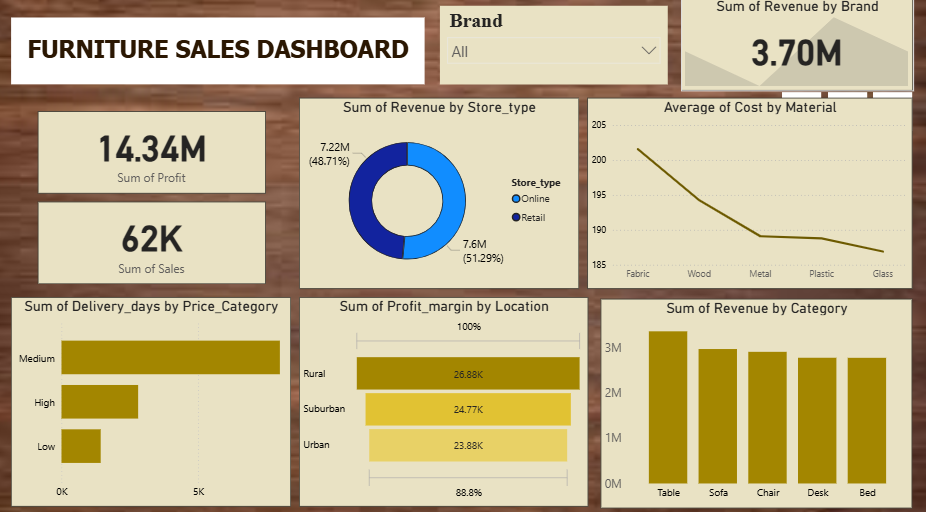 FURNITURE SALES DASHBOARD
Brand
All
Sum of Revenue by Brand
3.70M
14.34M
Sum of Profit
62K
Sum of Sales
Sum of Revenue by Store_type
7.22M
(48.71%)
7.6M
(51.29%)
Store_type
Online
Retail
Average of Cost by Material
205
200
195
190
185
Fabric Wood Metal Plastic Glass
Sum of Delivery_days by Price_Category
Medium
High
Low
0K 5K
Sum of Profit_margin by Location
100%
Rural 26.88K
Suburban 24.77K
Urban 23.88K
88.8%
Sum of Revenue by Category
3M
2M
1M
0M
Table Sofa Chair Desk Bed